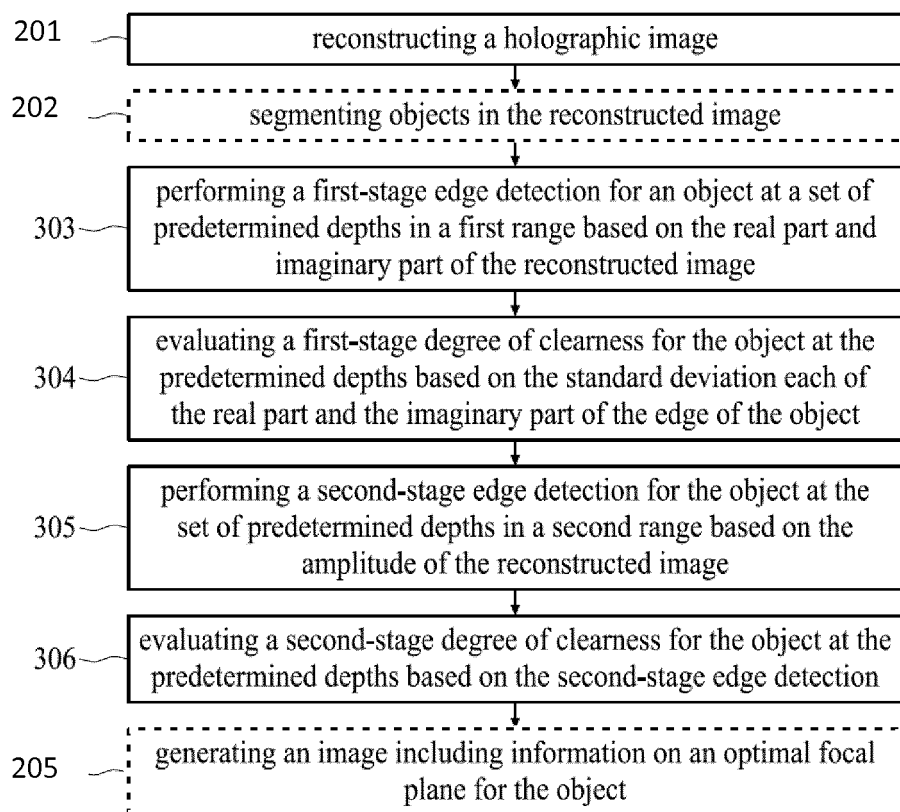 201
reconstructing a holographic image
202
segmenting objects in the reconstructed image
303
performing a first-stage edge detection for an object at a set of
predetermined depths in a first range based on the real part and
imaginary part of the reconstructed image
304
evaluating a first-stage degree of clearness for the object at the
predetermined depths based on the standard deviation each of
the real part and the imaginary part of the edge of the object
305
performing a second-stage edge detection for the object at the
set of predetermined depths in a second range based on the
amplitude of the reconstructed image
306
evaluating a second-stage degree of clearness for the object at the
predetermined depths based on the second-stage edge detection
205
generating an image including information on an optimal focal
plane for the object